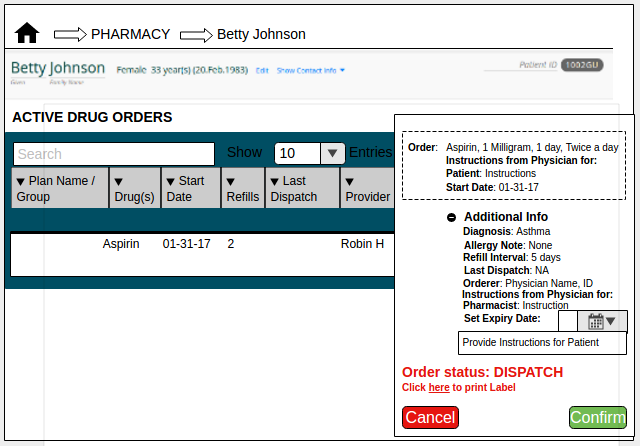 PHARMACY Betty Johnson
Betty Johnson Female 33 year(s) (20.Feb.1983) Edit Show Contact Info Patient ID 1002GU
Given Family Name
ACTIVE DRUG ORDERS
Search Show 10 Entries
Plan Name / Group Drug(s) Start Date Refills Last Dispatch Provider
Aspirin 01-31-17 2 Robin H
Order: Aspirin, 1 Milligram, 1 day, Twice a day
Instructions from Physician for:
Patient: Instructions
Start Date: 01-31-17
Additional Info
Diagnosis: Asthma
Allergy Note: None
Refill Interval: 5 days
Last Dispatch: NA
Orderer: Physician Name, ID
Instructions from Physician for:
Pharmacist: Instruction
Set Expiry Date:
Provide Instructions for Patient
Order status: DISPATCH
Click here to print Label
Cancel Confirm